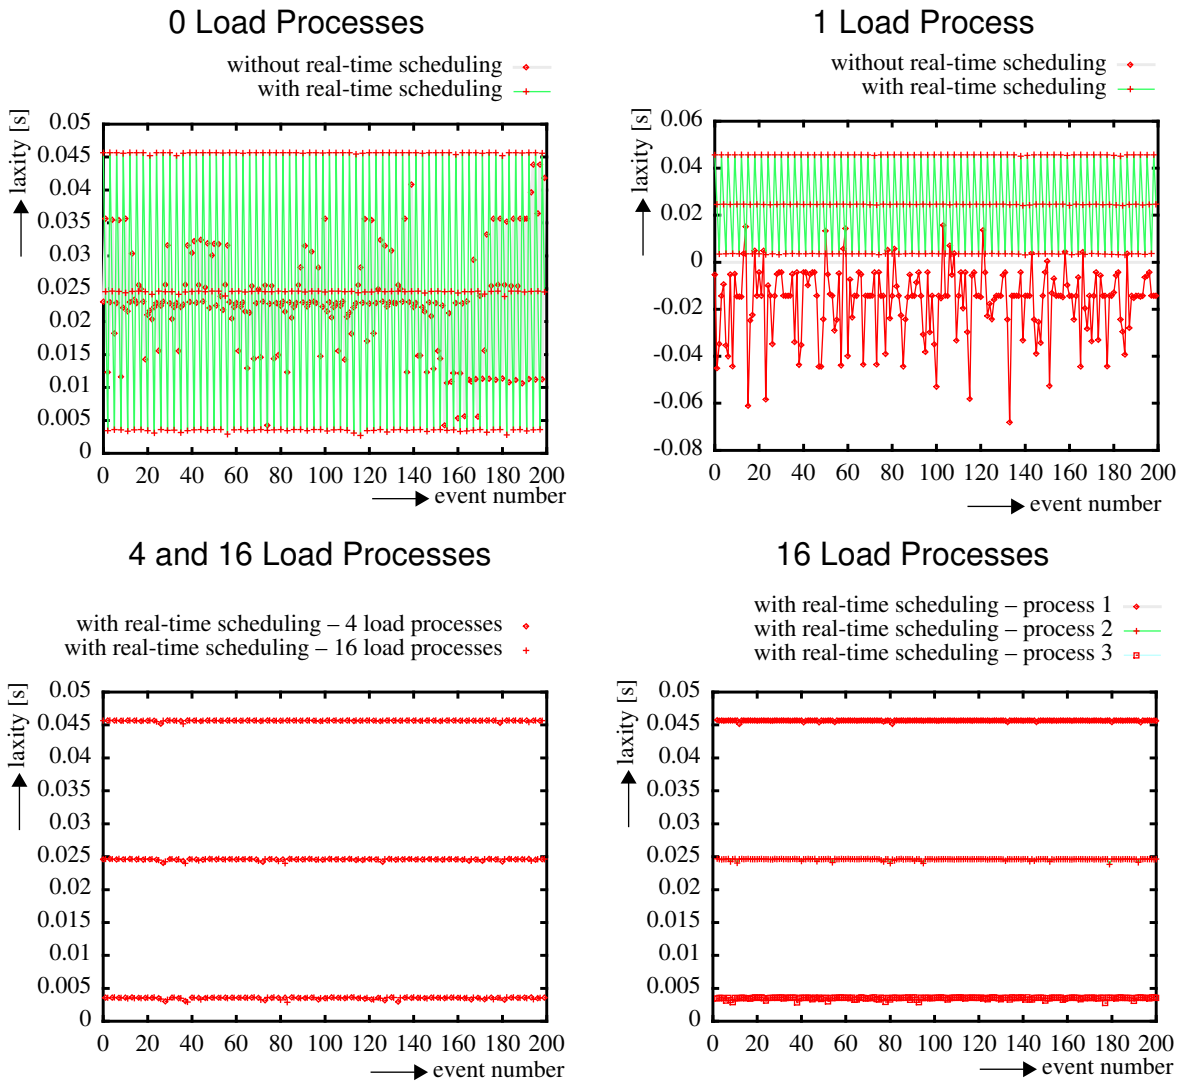 0 Load Processes
without real-time scheduling
with real-time scheduling
laxity [s]
0.05
0.045
0.04
0.035
0.03
0.025
0.02
0.015
0.01
0.005
0
0 20 40 60 80 100 120 140 160 180 200
event number
1 Load Process
without real-time scheduling
with real-time scheduling
laxity [s]
0.06
0.04
0.02
0
-0.02
-0.04
-0.06
-0.08
0 20 40 60 80 100 120 140 160 180 200
event number
4 and 16 Load Processes
with real-time scheduling – 4 load processes
with real-time scheduling – 16 load processes
laxity [s]
0.05
0.045
0.04
0.035
0.03
0.025
0.02
0.015
0.01
0.005
0
0 20 40 60 80 100 120 140 160 180 200
event number
16 Load Processes
with real-time scheduling – process 1
with real-time scheduling – process 2
with real-time scheduling – process 3
laxity [s]
0.05
0.045
0.04
0.035
0.03
0.025
0.02
0.015
0.01
0.005
0
0 20 40 60 80 100 120 140 160 180 200
event number